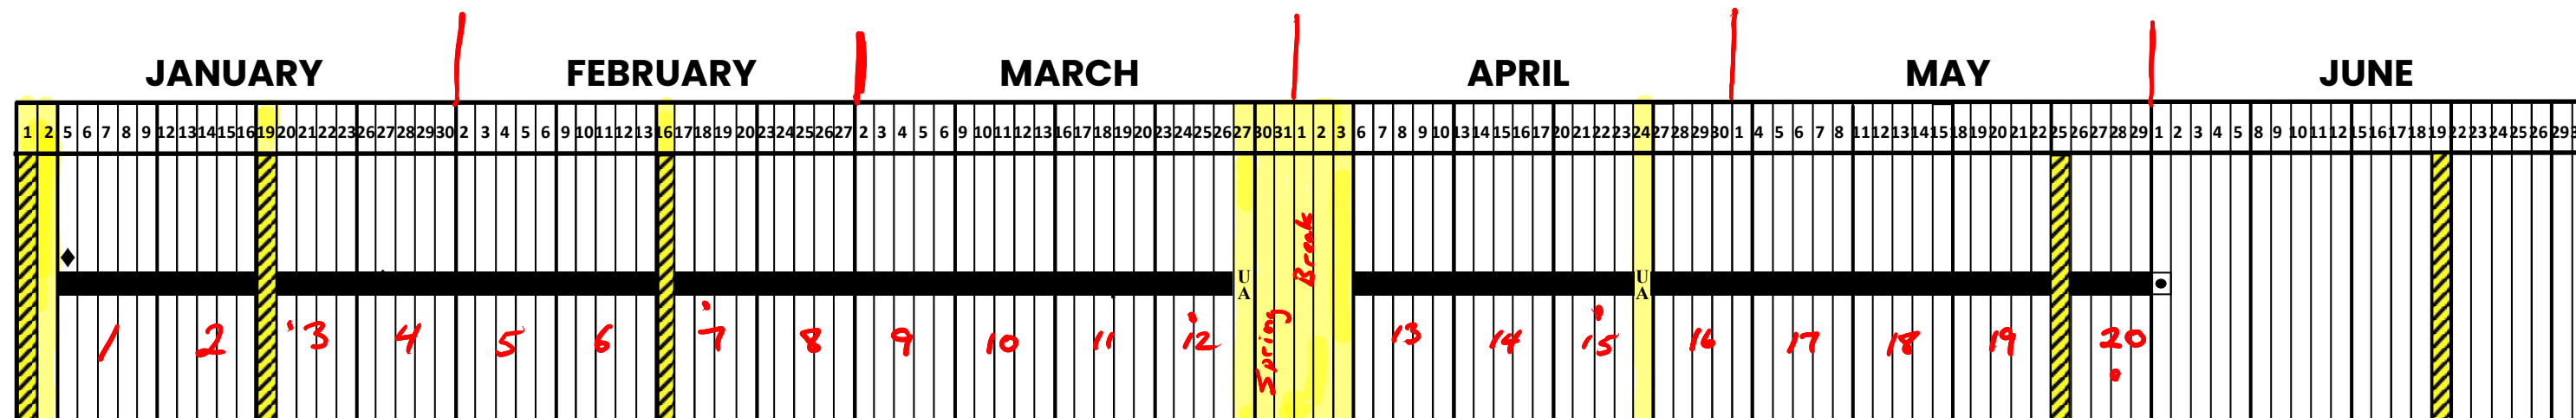 JANUARY FEBRUARY MARCH APRIL MAY JUNE
1 2 5 6 7 8 9 12 13 14 15 16 19 20 21 22 23 26 27 28 29 30 2 3 4 5 6 9 10 11 12 13 16 17 18 19 20 23 24 25 26 27 2 3 4 5 6 9 10 11 12 13 16 17 18 19 20 23 24 25 26 27 30 31 1 2 3 6 7 8 9 10 13 14 15 16 17 20 21 22 23 24 27 28 29 30 1 4 5 6 7 8 11 12 13 14 15 18 19 20 21 22 25 26 27 28 29 1 2 3 4 5 8 9 10 11 12 15 16 17 18 19 22 23 24 25 26 29
UA UA
1 2 3 4 5 6 7 8 9 10 11 12 Spring Break 13 14 15 16 17 18 19 20